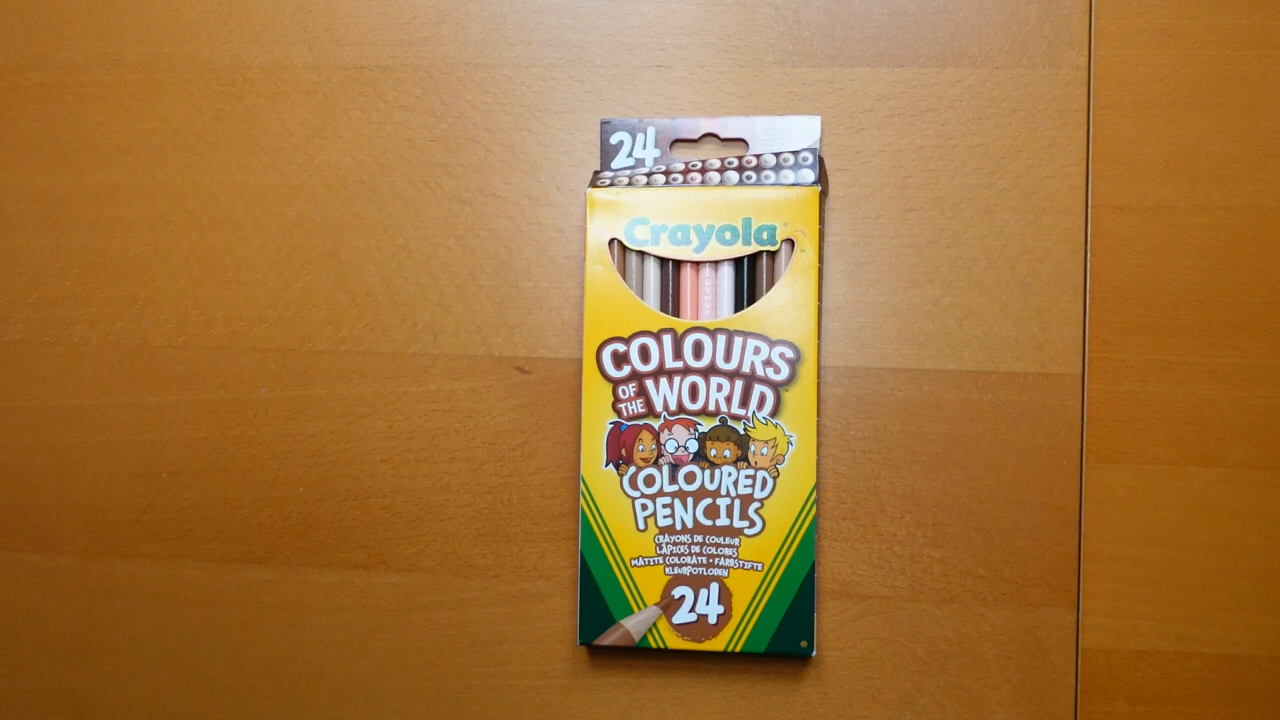 24
Crayola
COLOURS
OF THE WORLD
COLOURED
PENCILS
CRAYONS DE COULEUR
LÁPICES DE COLORES
MATITE COLORATE • FARBSTIFTE
KLEURPOTLODEN
24